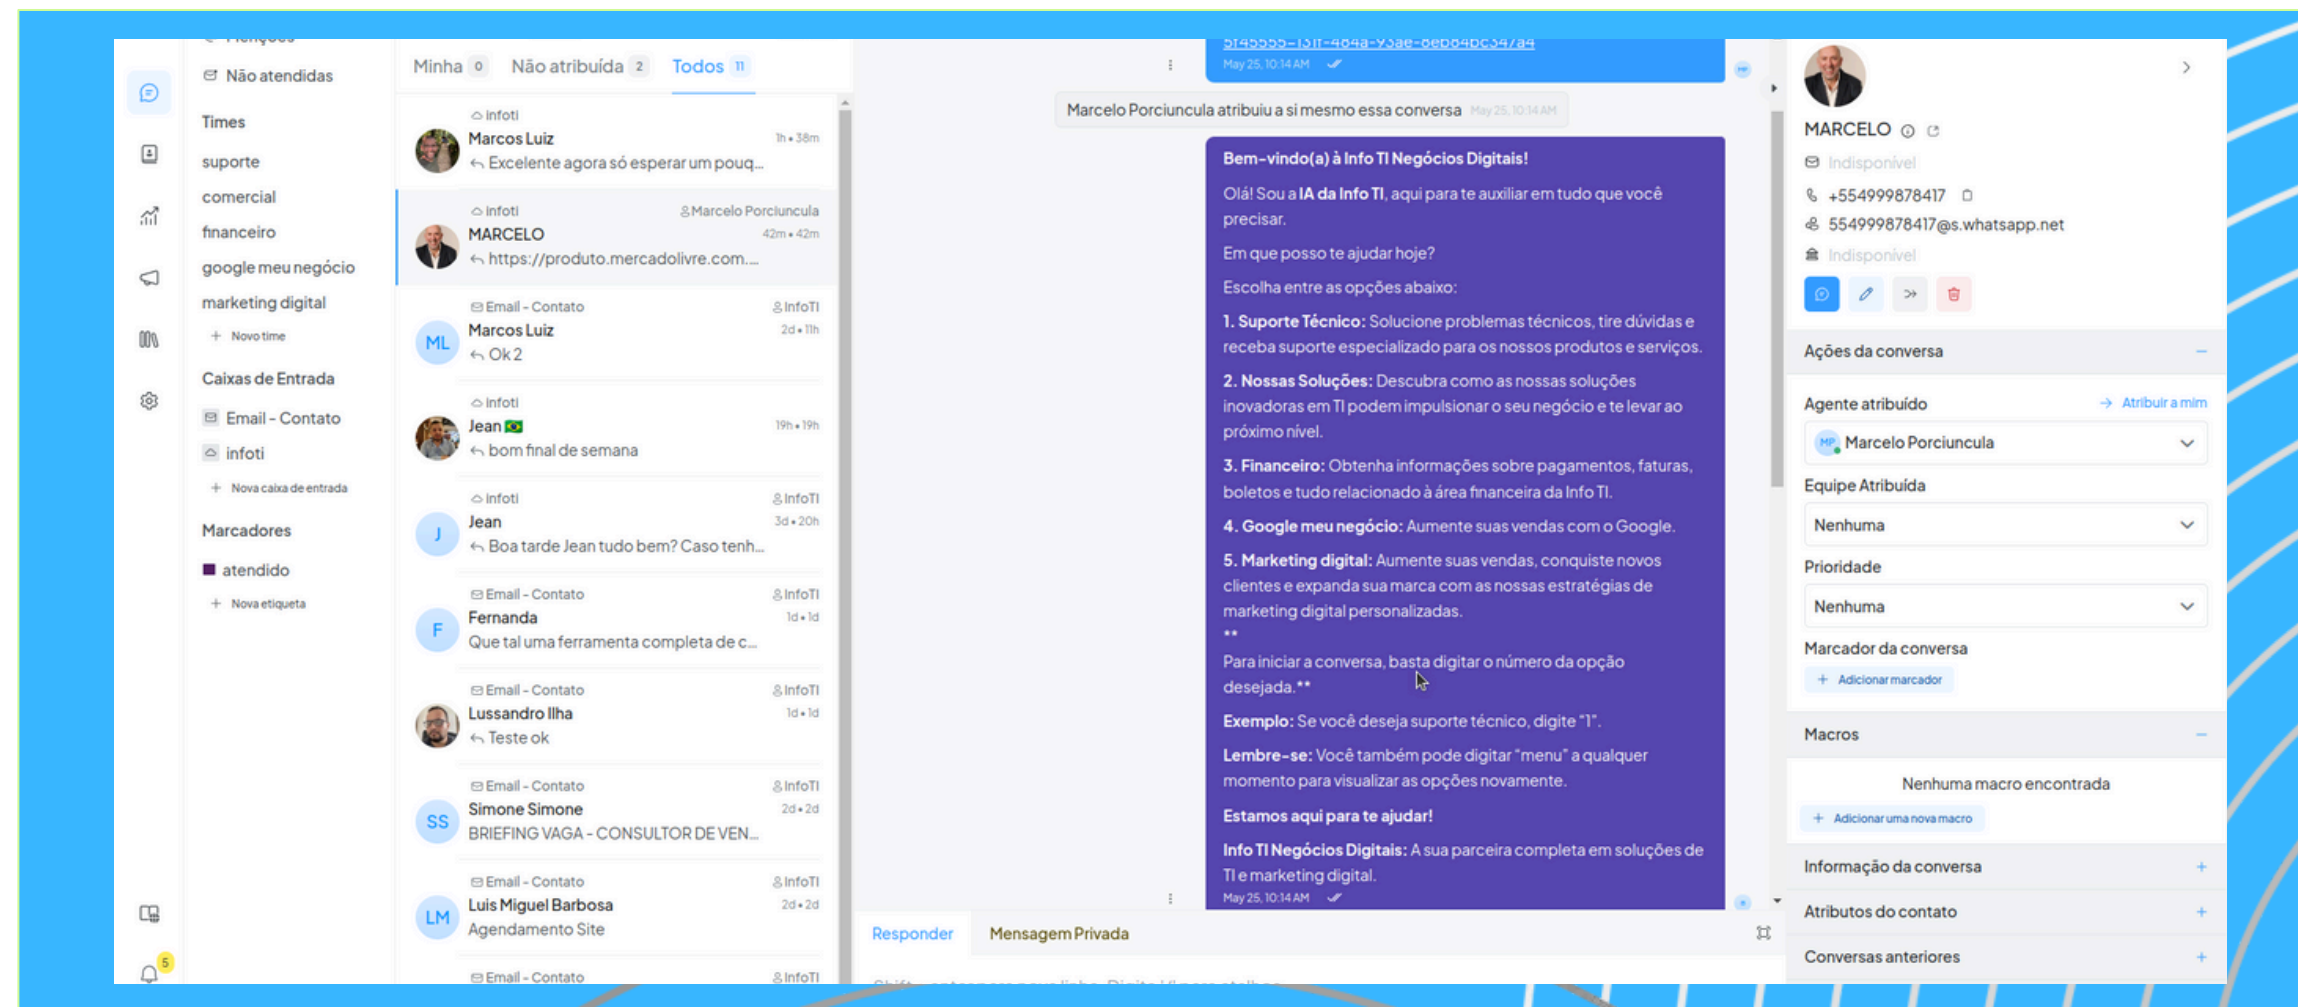 Menções
Não atendidas
Times
suporte
comercial
financeiro
google meu negócio
marketing digital
+ Novo time
Caixas de Entrada
Email - Contato
infoti
+ Nova caixa de entrada
Marcadores
atendido
+ Nova etiqueta
5
Minha 0 Não atribuída 2 Todos 11
infoti
Marcos Luiz 1h • 38m
Excelente agora só esperar um pouq...
infoti Marcelo Porciuncula
MARCELO 42m • 42m
https://produto.mercadolivre.com....
Email - Contato InfoTI
ML Marcos Luiz 2d • 11h
Ok 2
infoti
Jean 19h • 19h
bom final de semana
infoti InfoTI
J Jean 3d • 20h
Boa tarde Jean tudo bem? Caso tenh...
Email - Contato InfoTI
F Fernanda 1d • 1d
Que tal uma ferramenta completa de c...
Email - Contato InfoTI
Lussandro Ilha 1d • 1d
Teste ok
Email - Contato InfoTI
SS Simone Simone 2d • 2d
BRIEFING VAGA - CONSULTOR DE VEN...
Email - Contato InfoTI
LM Luis Miguel Barbosa 2d • 2d
Agendamento Site
Email - Contato InfoTI
5f45555-131f-484a-93ae-8eb84bc347a4
May 25, 10:14 AM
MP
Marcelo Porciuncula atribuiu a si mesmo essa conversa May 25, 10:14 AM
Bem-vindo(a) à Info TI Negócios Digitais!
Olá! Sou a IA da Info TI, aqui para te auxiliar em tudo que você
precisar.
Em que posso te ajudar hoje?
Escolha entre as opções abaixo:
1. Suporte Técnico: Solucione problemas técnicos, tire dúvidas e
receba suporte especializado para os nossos produtos e serviços.
2. Nossas Soluções: Descubra como as nossas soluções
inovadoras em TI podem impulsionar o seu negócio e te levar ao
próximo nível.
3. Financeiro: Obtenha informações sobre pagamentos, faturas,
boletos e tudo relacionado à área financeira da Info TI.
4. Google meu negócio: Aumente suas vendas com o Google.
5. Marketing digital: Aumente suas vendas, conquiste novos
clientes e expanda sua marca com as nossas estratégias de
marketing digital personalizadas.
**
Para iniciar a conversa, basta digitar o número da opção
desejada.**
Exemplo: Se você deseja suporte técnico, digite "1".
Lembre-se: Você também pode digitar "menu" a qualquer
momento para visualizar as opções novamente.
Estamos aqui para te ajudar!
Info TI Negócios Digitais: A sua parceira completa em soluções de
TI e marketing digital.
May 25, 10:14 AM
Responder Mensagem Privada
MARCELO
Indisponível
+554999878417
554999878417@s.whatsapp.net
Indisponível
Ações da conversa −
Agente atribuído → Atribuir a mim
MP Marcelo Porciuncula
Equipe Atribuída
Nenhuma
Prioridade
Nenhuma
Marcador da conversa
+ Adicionar marcador
Macros −
Nenhuma macro encontrada
+ Adicionar uma nova macro
Informação da conversa +
Atributos do contato +
Conversas anteriores +